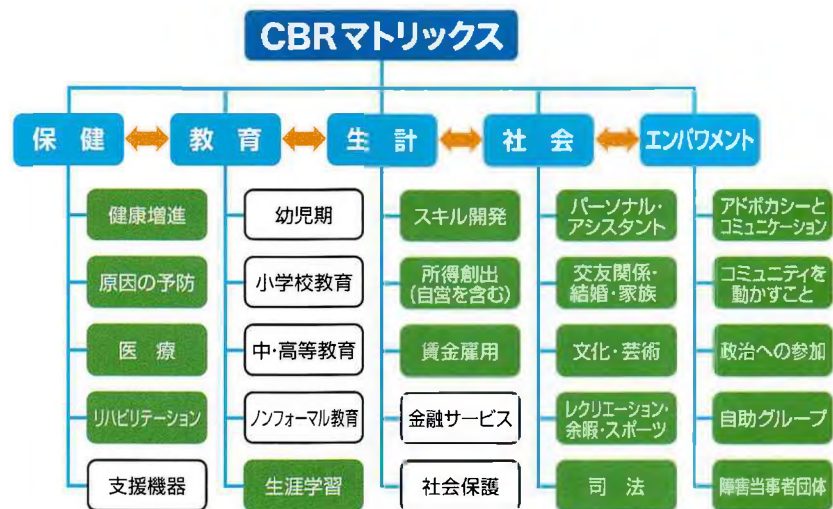 CBRマトリックス
保健
教育
生計
社会
エンパワメント
健康増進
原因の予防
医療
リハビリテーション
支援機器
幼児期
小学校教育
中・高等教育
ノンフォーマル教育
生涯学習
スキル開発
所得創出
(自営を含む)
賃金雇用
金融サービス
社会保護
パーソナル・
アシスタント
交友関係・
結婚・家族
文化・芸術
レクリエーション・
余暇・スポーツ
司法
アドボカシーと
コミュニケーション
コミュニティを
動かすこと
政治への参加
自助グループ
障害当事者団体